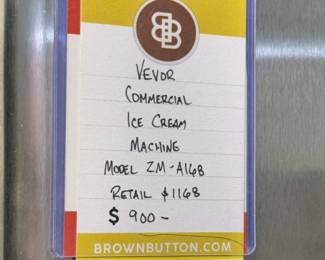 BB
VEVOR
COMMERCIAL
ICE CREAM
MACHINE
MODEL ZM-A168
RETAIL $1168
$ 900-
BROWNBUTTON.COM